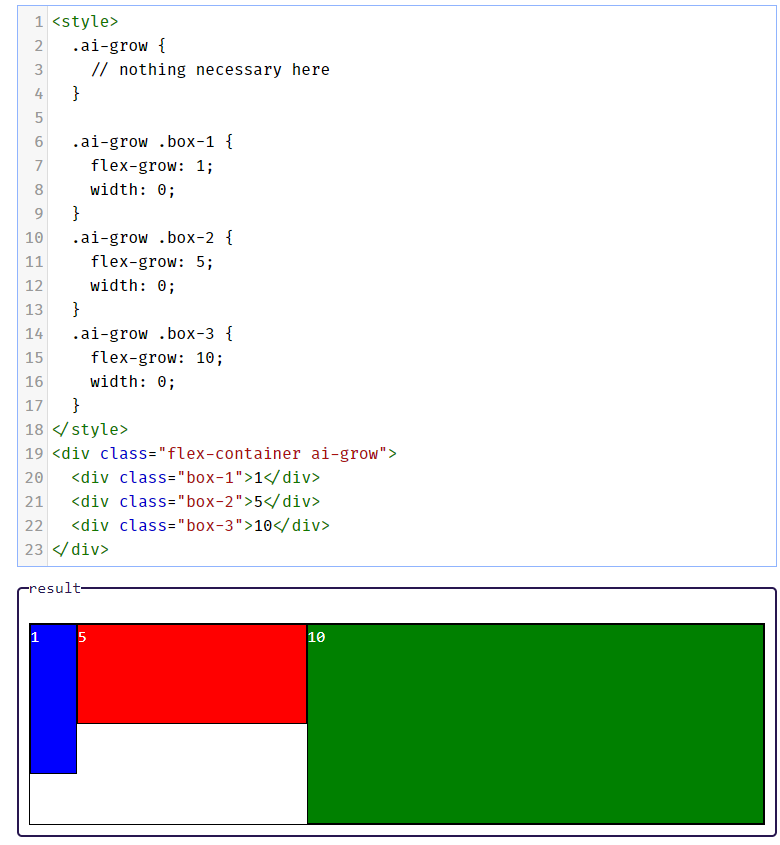 1 <style>
2   .ai-grow {
3     // nothing necessary here
4   }
5
6   .ai-grow .box-1 {
7     flex-grow: 1;
8     width: 0;
9   }
10   .ai-grow .box-2 {
11     flex-grow: 5;
12     width: 0;
13   }
14   .ai-grow .box-3 {
15     flex-grow: 10;
16     width: 0;
17   }
18 </style>
19 <div class="flex-container ai-grow">
20   <div class="box-1">1</div>
21   <div class="box-2">5</div>
22   <div class="box-3">10</div>
23 </div>
result
1 5 10